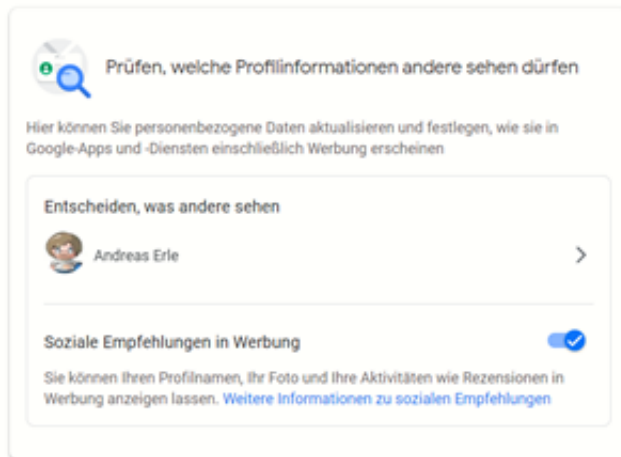 Prüfen, welche Profilinformationen andere sehen dürfen
Hier können Sie personenbezogene Daten aktualisieren und festlegen, wie sie in
Google-Apps und -Diensten einschließlich Werbung erscheinen
Entscheiden, was andere sehen
Andreas Erle
Soziale Empfehlungen in Werbung
Sie können Ihren Profilnamen, Ihr Foto und Ihre Aktivitäten wie Rezensionen in
Werbung anzeigen lassen. Weitere Informationen zu sozialen Empfehlungen